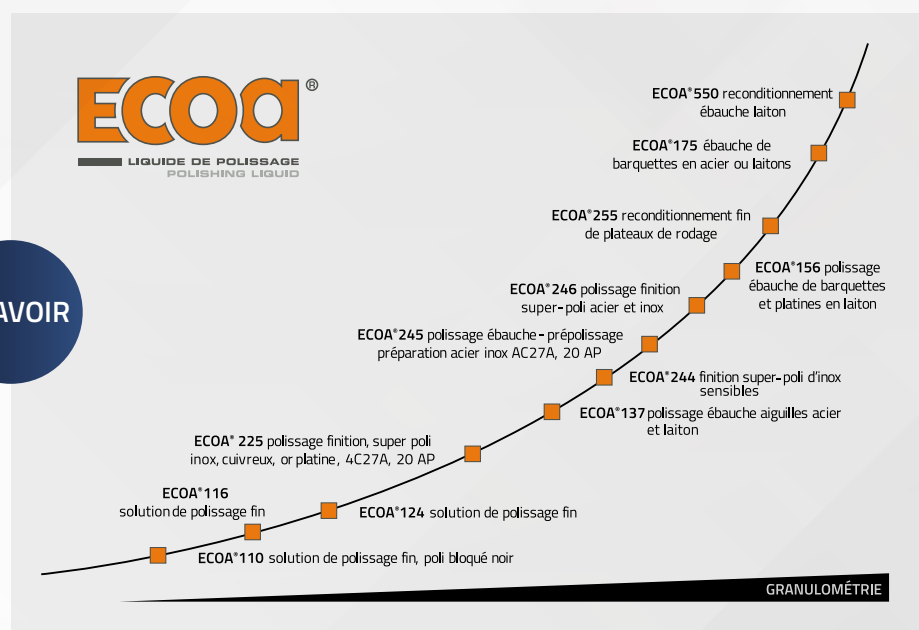 ECOa®
LIQUIDE DE POLISSAGE
POLISHING LIQUID
AVOIR
ECOA®550 reconditionnement
ébauche laiton
ECOA®175 ébauche de
barquettes en acier ou laitons
ECOA®255 reconditionnement fin
de plateaux de rodage
ECOA®156 polissage
ébauche de barquettes
et platines en laiton
ECOA®246 polissage finition
super-poli acier et inox
ECOA®245 polissage ébauche-prépolissage
préparation acier inox AC27A, 20 AP
ECOA®244 finition super-poli d'inox
sensibles
ECOA®137 polissage ébauche aiguilles acier
et laiton
ECOA® 225 polissage finition, super poli
inox, cuivreux, or platine, 4C27A, 20 AP
ECOA®116
solution de polissage fin
ECOA®124 solution de polissage fin
ECOA®110 solution de polissage fin, poli bloqué noir
GRANULOMÉTRIE